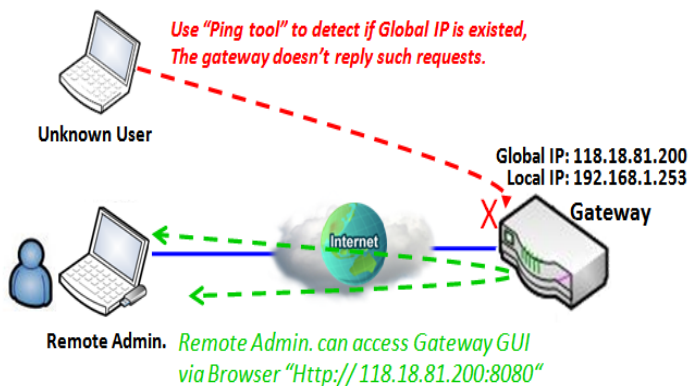 Use “Ping tool” to detect if Global IP is existed,
The gateway doesn’t reply such requests.
Unknown User
Global IP: 118.18.81.200
Local IP: 192.168.1.253
Gateway
Internet
Remote Admin.
Remote Admin. can access Gateway GUI
via Browser “Http:// 118.18.81.200:8080“